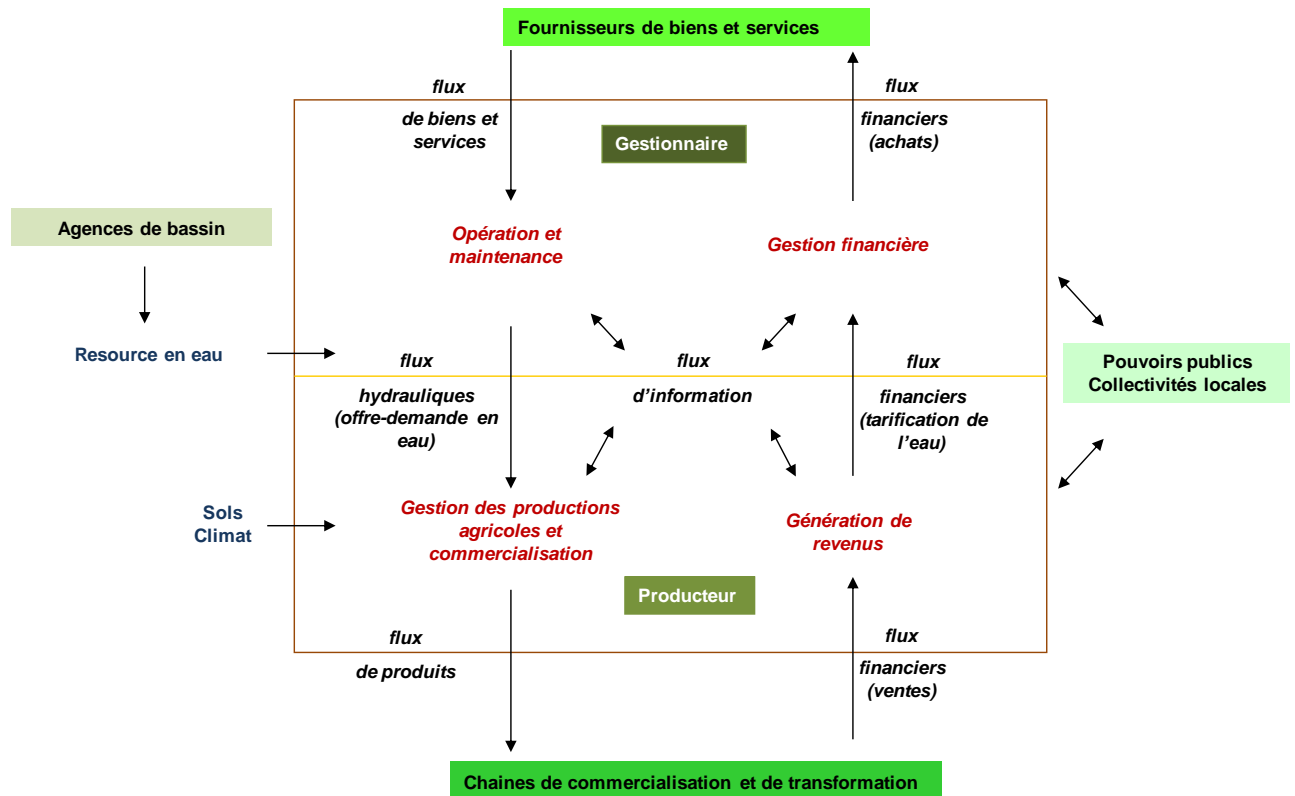 Fournisseurs de biens et services
flux
de biens et
services
flux
financiers
(achats)
Gestionnaire
Agences de bassin
Opération et
maintenance
Gestion financière
Resource en eau
flux
hydrauliques
(offre-demande en
eau)
flux
d’information
flux
financiers
(tarification de
l’eau)
Pouvoirs publics
Collectivités locales
Sols
Climat
Gestion des productions
agricoles et
commercialisation
Génération de
revenus
Producteur
flux
de produits
flux
financiers
(ventes)
Chaines de commercialisation et de transformation